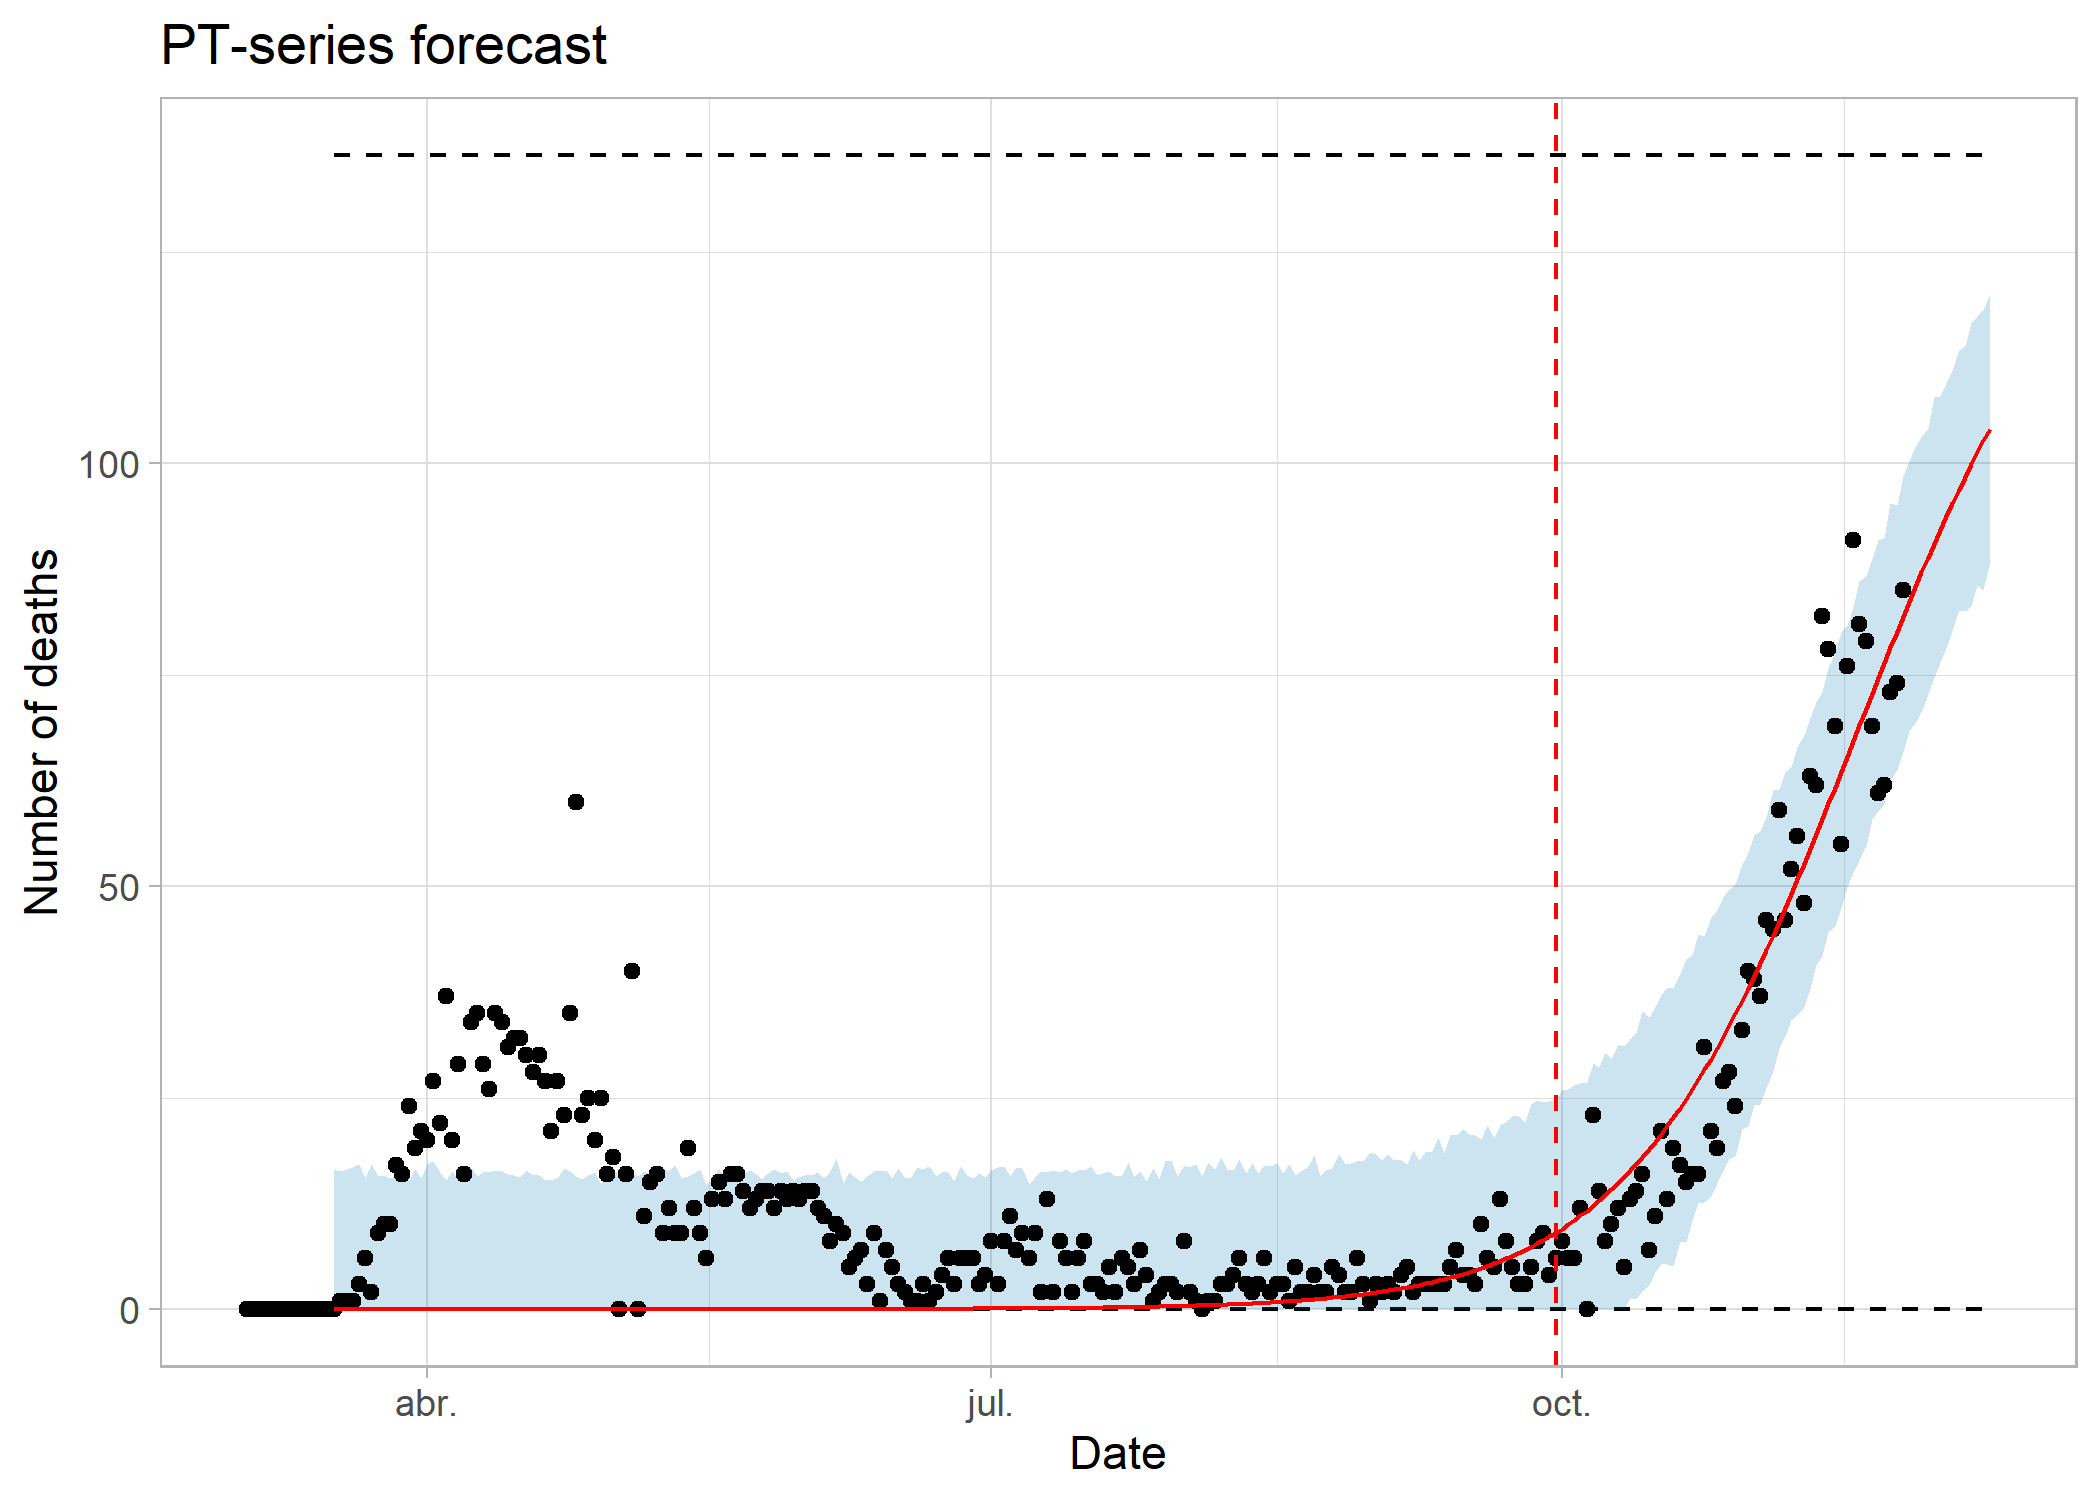 PT-series forecast
Number of deaths
100
50
0
abr.
jul.
oct.
Date